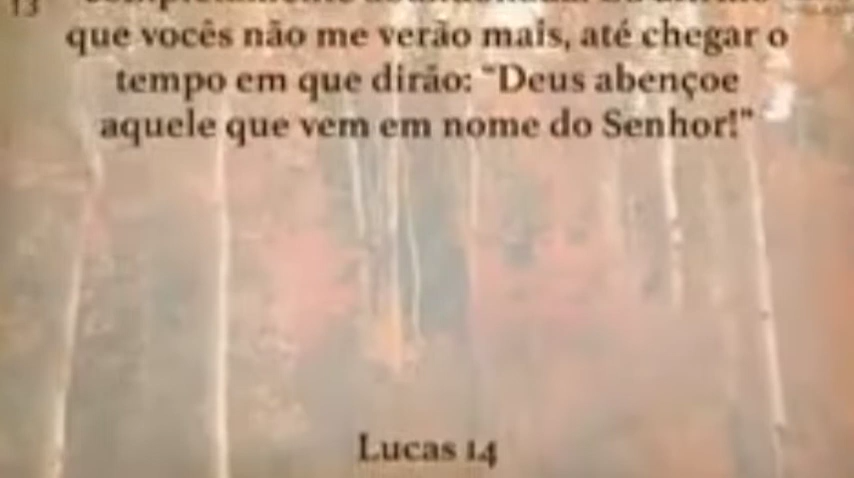 13
que vocês não me verão mais, até chegar o
tempo em que dirão: “Deus abençoe
aquele que vem em nome do Senhor!”
Lucas 14